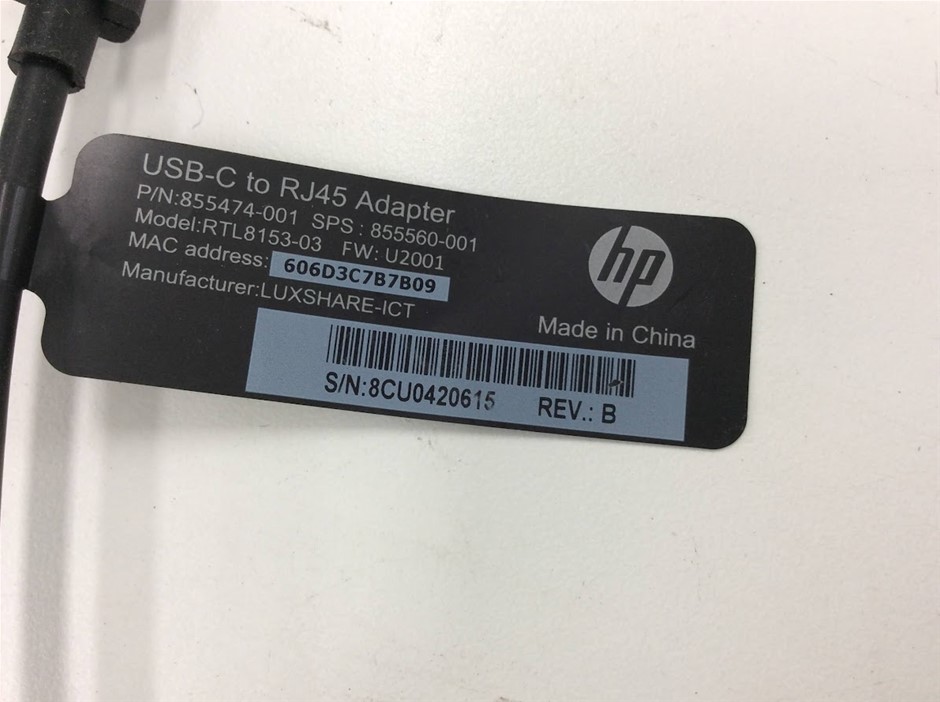 USB-C to RJ45 Adapter
P/N:855474-001 SPS : 855560-001
Model:RTL8153-03 FW: U2001
MAC address: 606D3C7B7B09
Manufacturer:LUXSHARE-ICT
hp
Made in China
S/N:8CU0420615 REV.: B